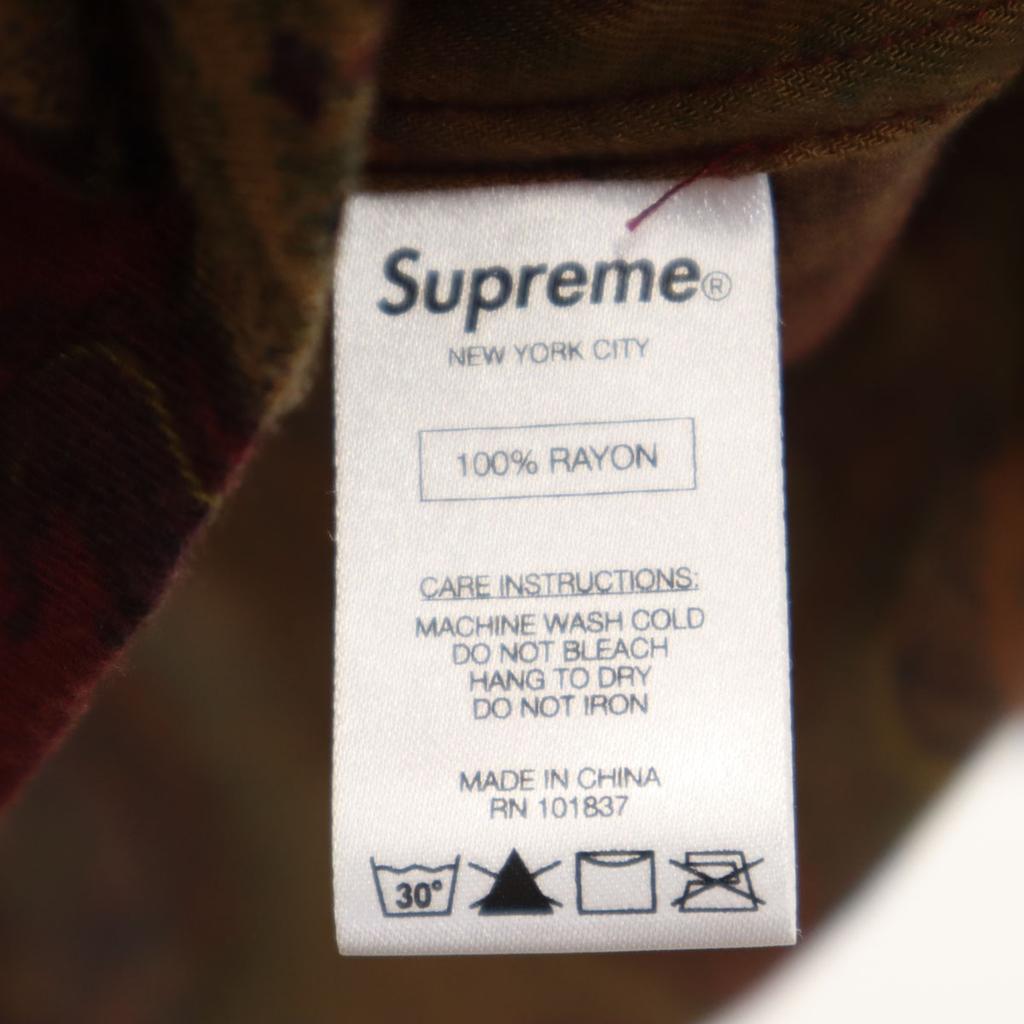 Supreme®
NEW YORK CITY
100% RAYON
CARE INSTRUCTIONS:
MACHINE WASH COLD
DO NOT BLEACH
HANG TO DRY
DO NOT IRON
MADE IN CHINA
RN 101837
30°